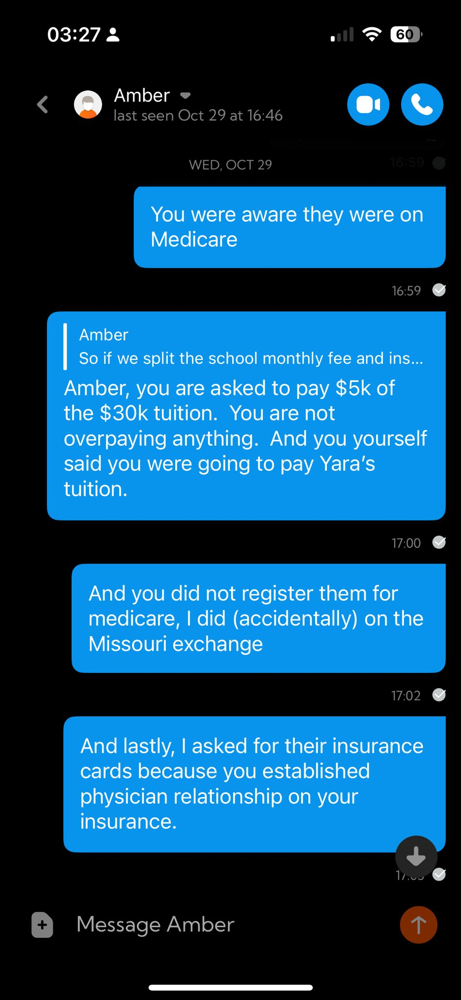 03:27
60
Amber
last seen Oct 29 at 16:46
16:59
WED, OCT 29
You were aware they were on
Medicare
16:59
Amber
So if we split the school monthly fee and ins...
Amber, you are asked to pay $5k of
the $30k tuition.  You are not
overpaying anything.  And you yourself
said you were going to pay Yara’s
tuition.
17:00
And you did not register them for
medicare, I did (accidentally) on the
Missouri exchange
17:02
And lastly, I asked for their insurance
cards because you established
physician relationship on your
insurance.
Message Amber